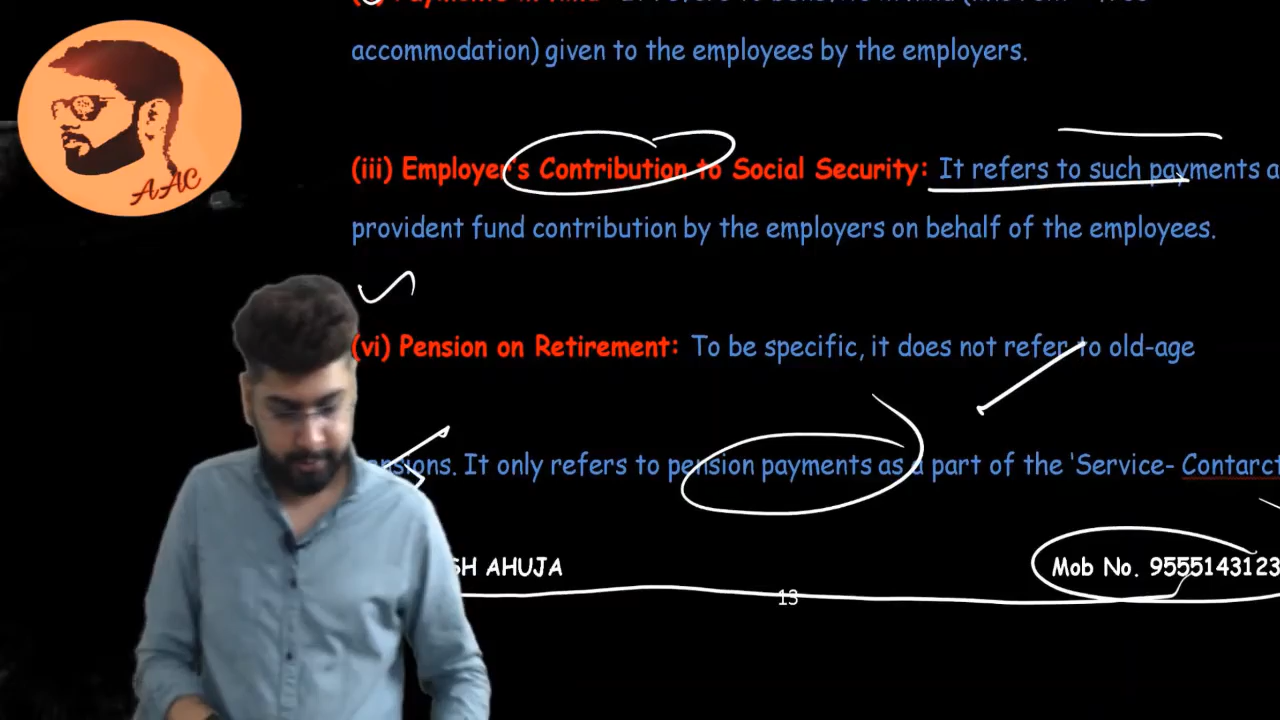 accommodation) given to the employees by the employers.
AAC
(iii) Employer's Contribution to Social Security: It refers to such payments
provident fund contribution by the employers on behalf of the employees.
(vi) Pension on Retirement: To be specific, it does not refer to old-age
It only refers to pension payments as a part of the 'Service- Contarct
SH AHUJA Mob No. 9555143123
13